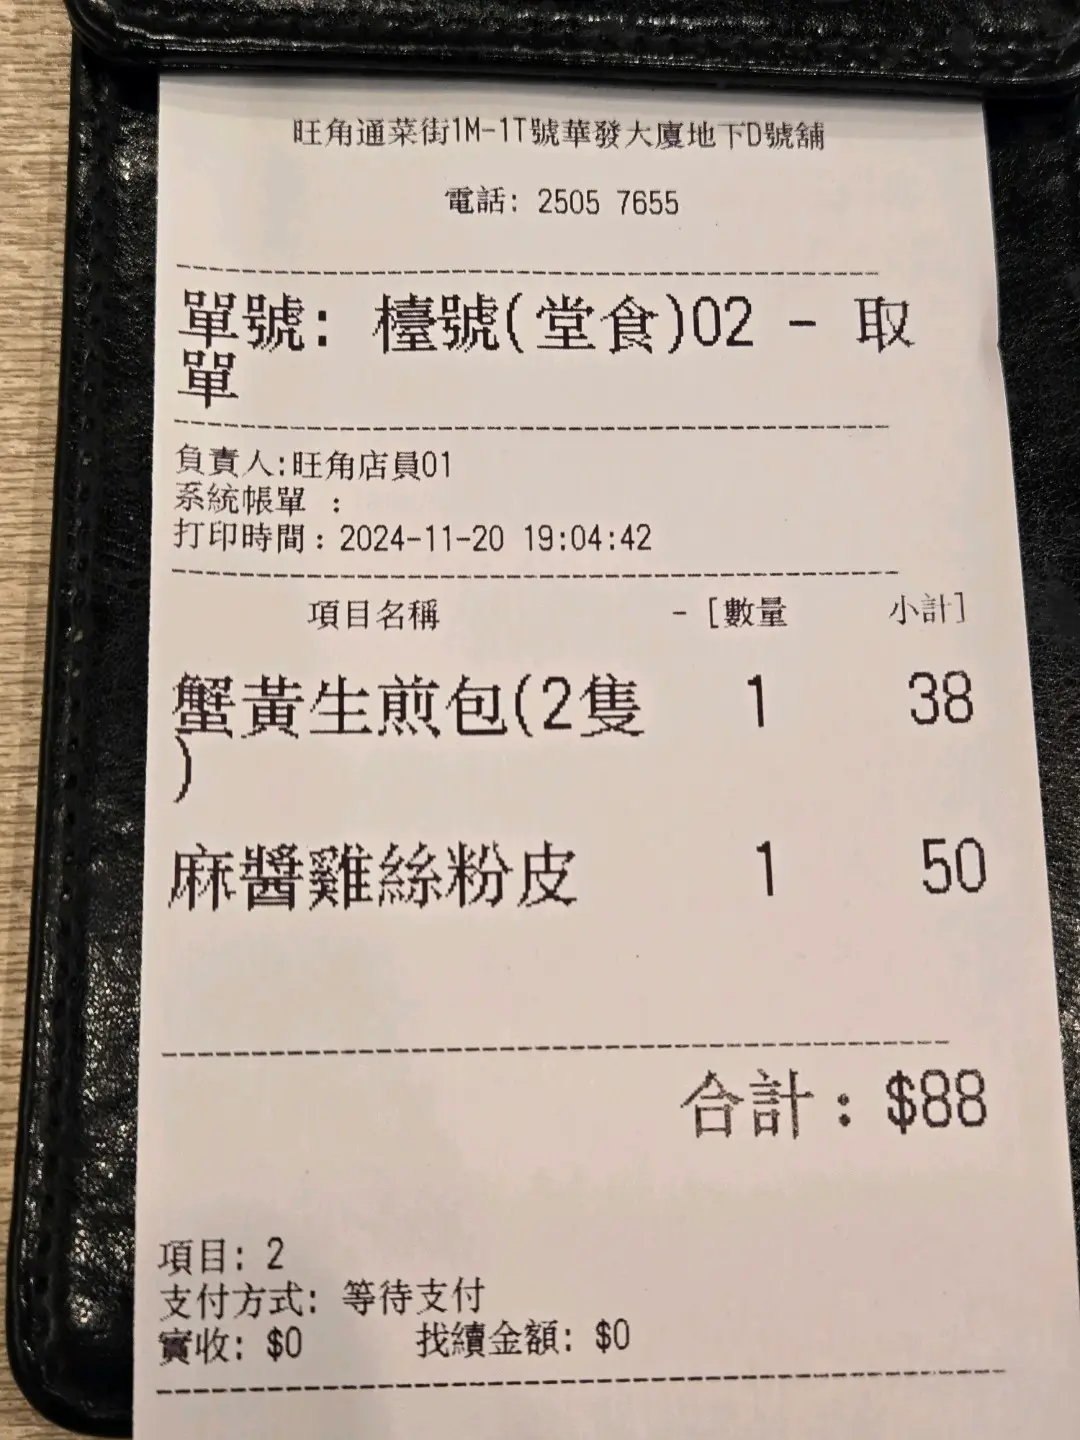 旺角通菜街1M-1T號華發大廈地下D號舖
電話: 2505 7655
單號: 檯號(堂食)02 - 取
單
負責人:旺角店員01
系統帳單 :
打印時間：2024-11-20 19:04:42
項目名稱 -[數量 小計]
蟹黃生煎包(2隻 1 38
)
麻醬雞絲粉皮 1 50
合計：$88
項目: 2
支付方式: 等待支付
實收: $0 找續金額: $0